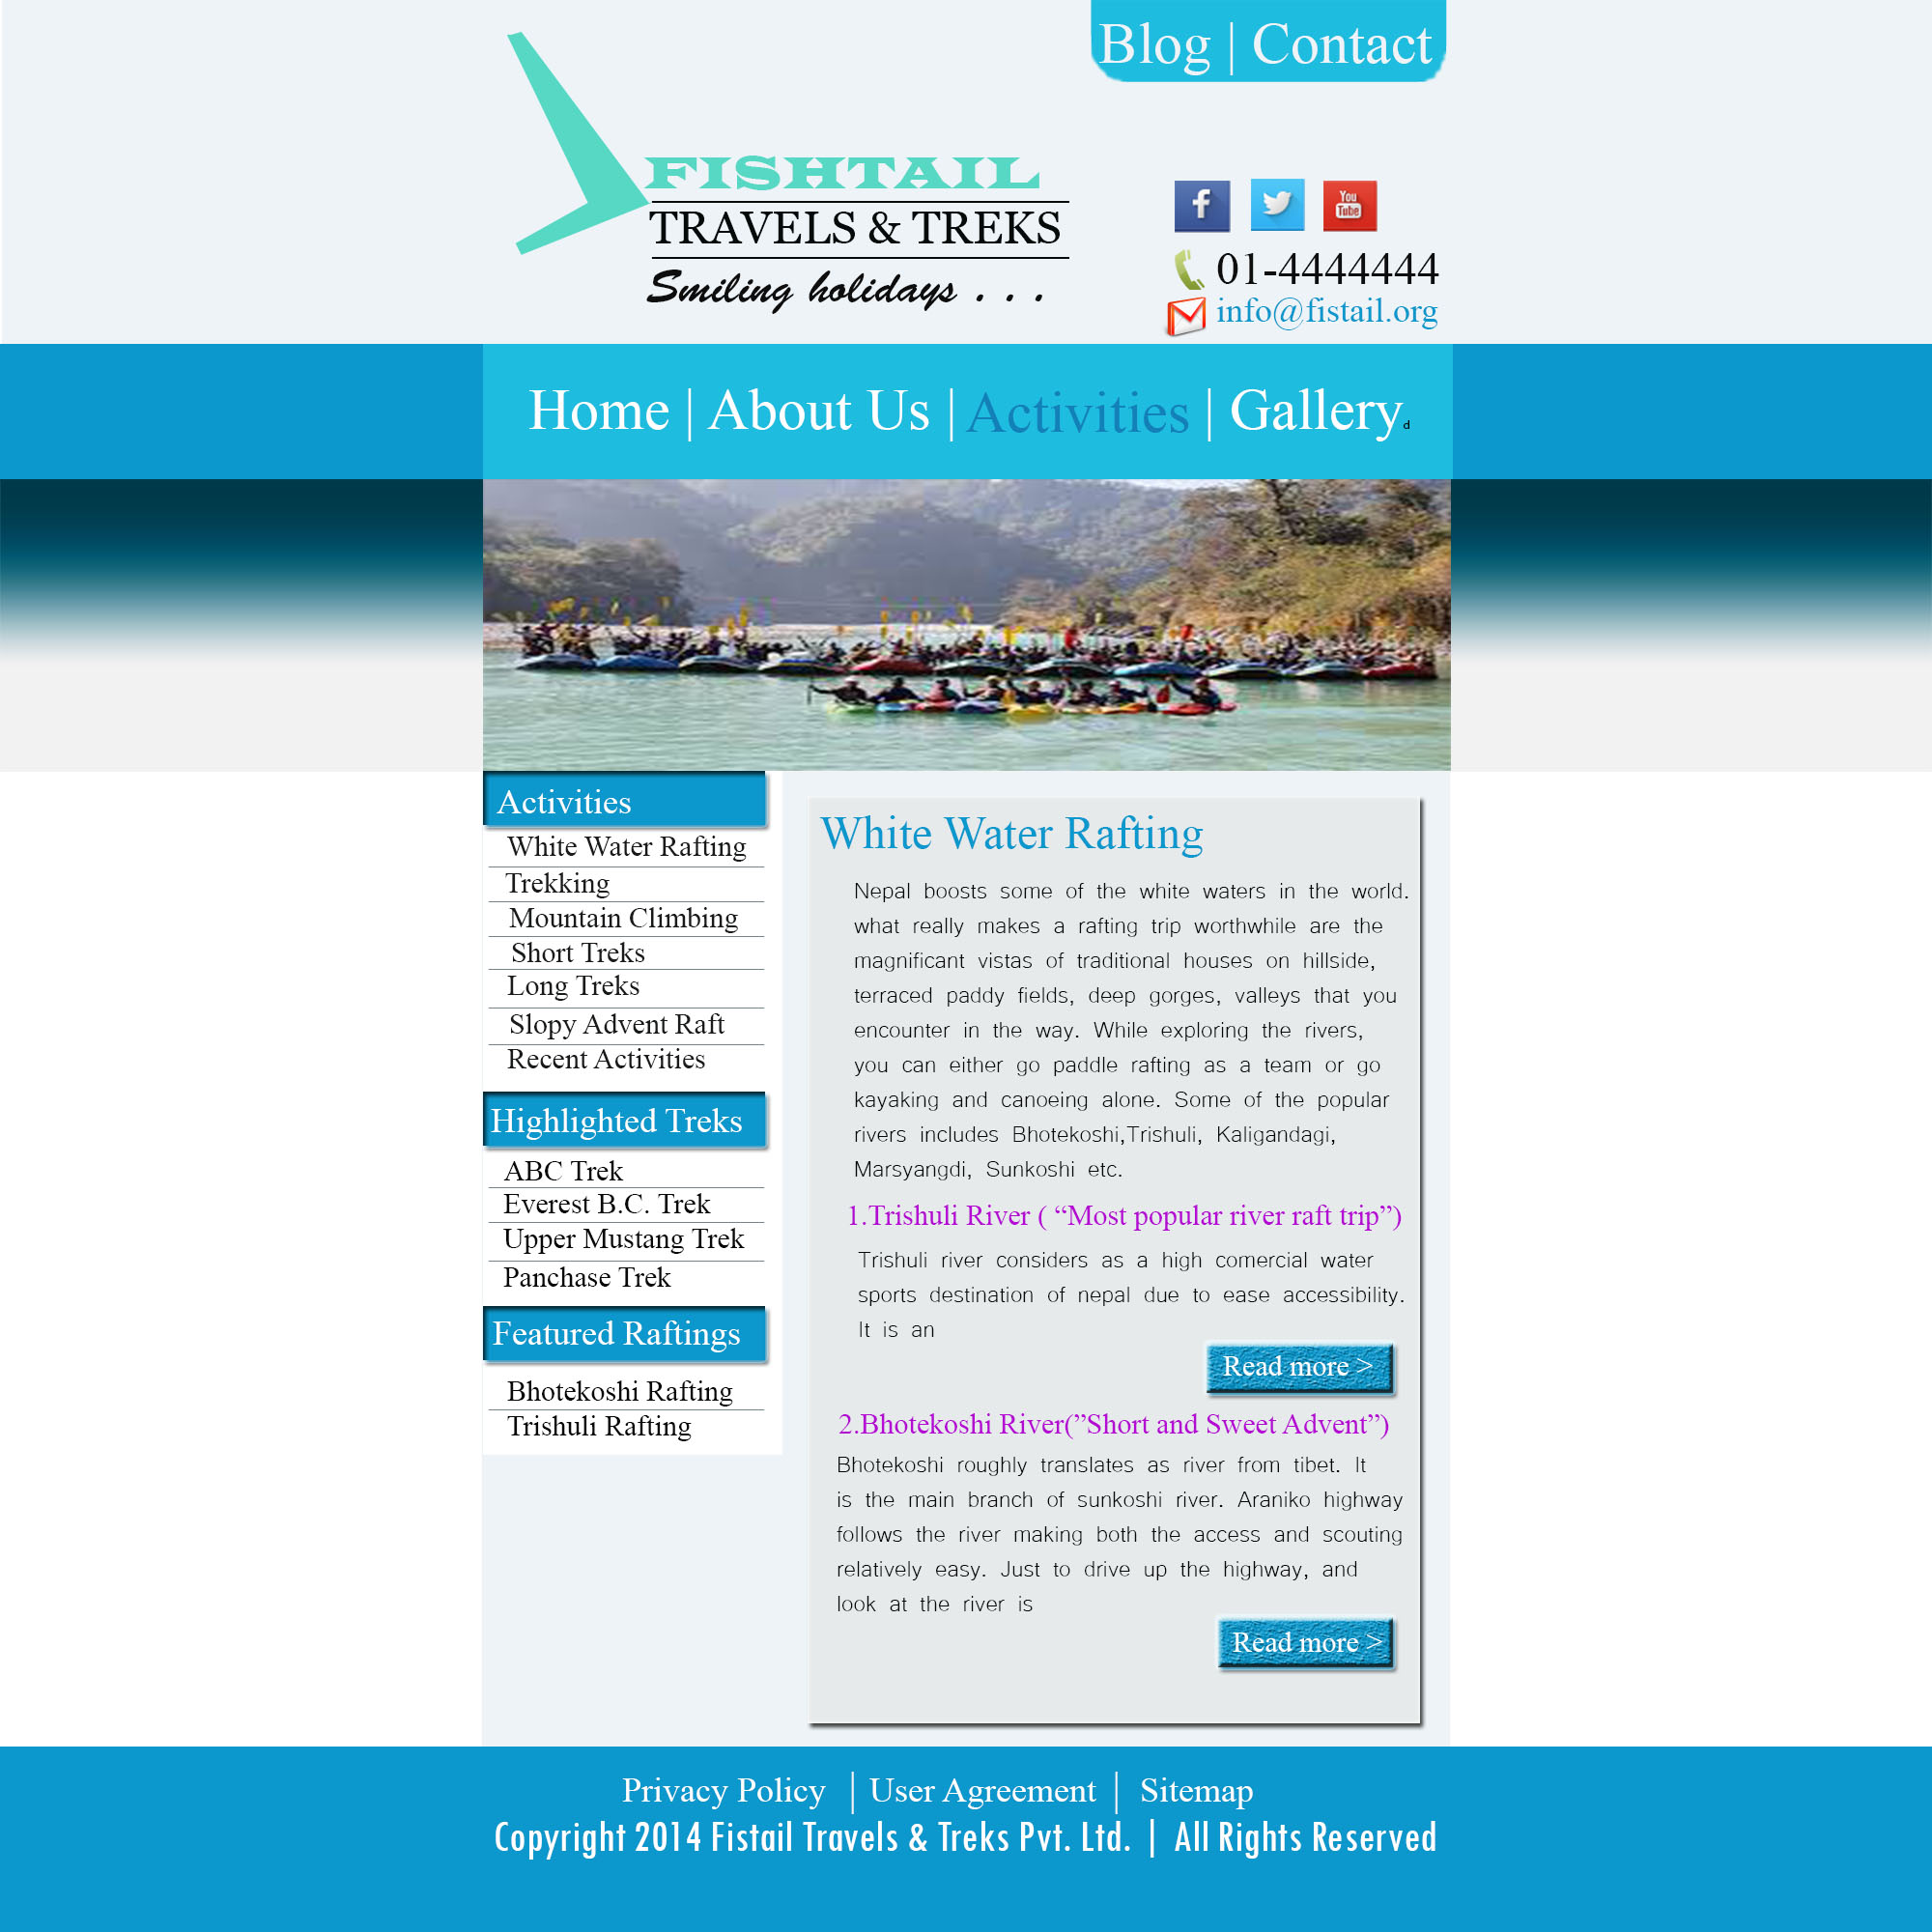 Blog | Contact
FISHTAIL
TRAVELS & TREKS
Smiling holidays . . .
f
You
Tube
01-4444444
info@fistail.org
Home | About Us | Activities | Gallery
d
Activities
White Water Rafting
Trekking
Mountain Climbing
Short Treks
Long Treks
Slopy Advent Raft
Recent Activities
Highlighted Treks
ABC Trek
Everest B.C. Trek
Upper Mustang Trek
Panchase Trek
Featured Raftings
Bhotekoshi Rafting
Trishuli Rafting
White Water Rafting
Nepal boosts some of the white waters in the world.
what really makes a rafting trip worthwhile are the
magnificant vistas of traditional houses on hillside,
terraced paddy fields, deep gorges, valleys that you
encounter in the way. While exploring the rivers,
you can either go paddle rafting as a team or go
kayaking and canoeing alone. Some of the popular
rivers includes Bhotekoshi,Trishuli, Kaligandagi,
Marsyangdi, Sunkoshi etc.
1.Trishuli River ( “Most popular river raft trip”)
Trishuli river considers as a high comercial water
sports destination of nepal due to ease accessibility.
It is an
Read more >
2.Bhotekoshi River(”Short and Sweet Advent”)
Bhotekoshi roughly translates as river from tibet. It
is the main branch of sunkoshi river. Araniko highway
follows the river making both the access and scouting
relatively easy. Just to drive up the highway, and
look at the river is
Read more >
Privacy Policy | User Agreement | Sitemap
Copyright 2014 Fistail Travels & Treks Pvt. Ltd. | All Rights Reserved